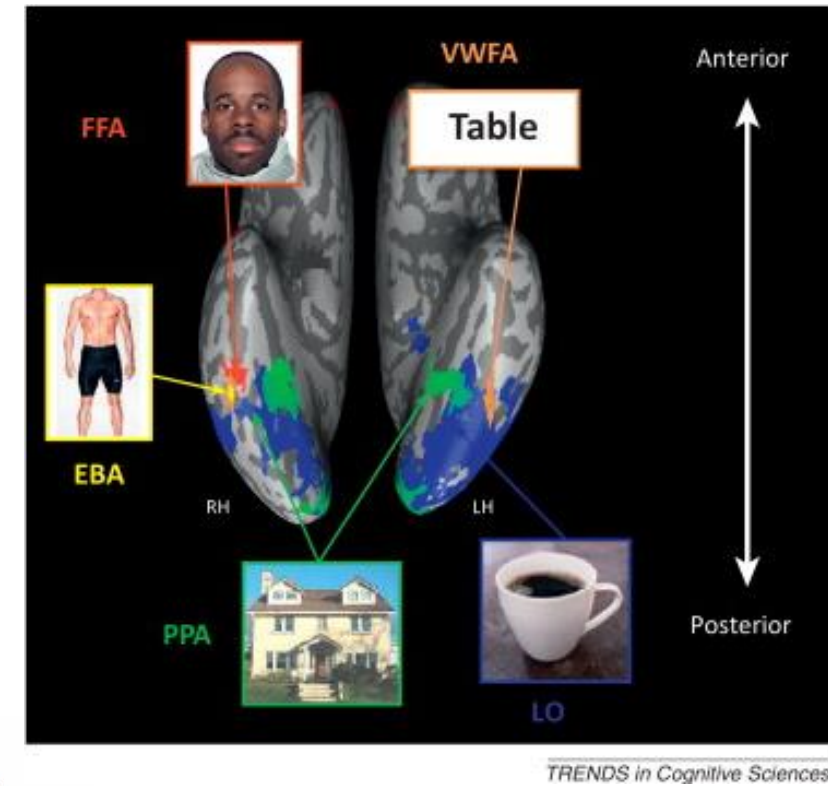 VWFA
Anterior
FFA
Table
EBA
RH
LH
PPA
Posterior
LO
TRENDS in Cognitive Sciences